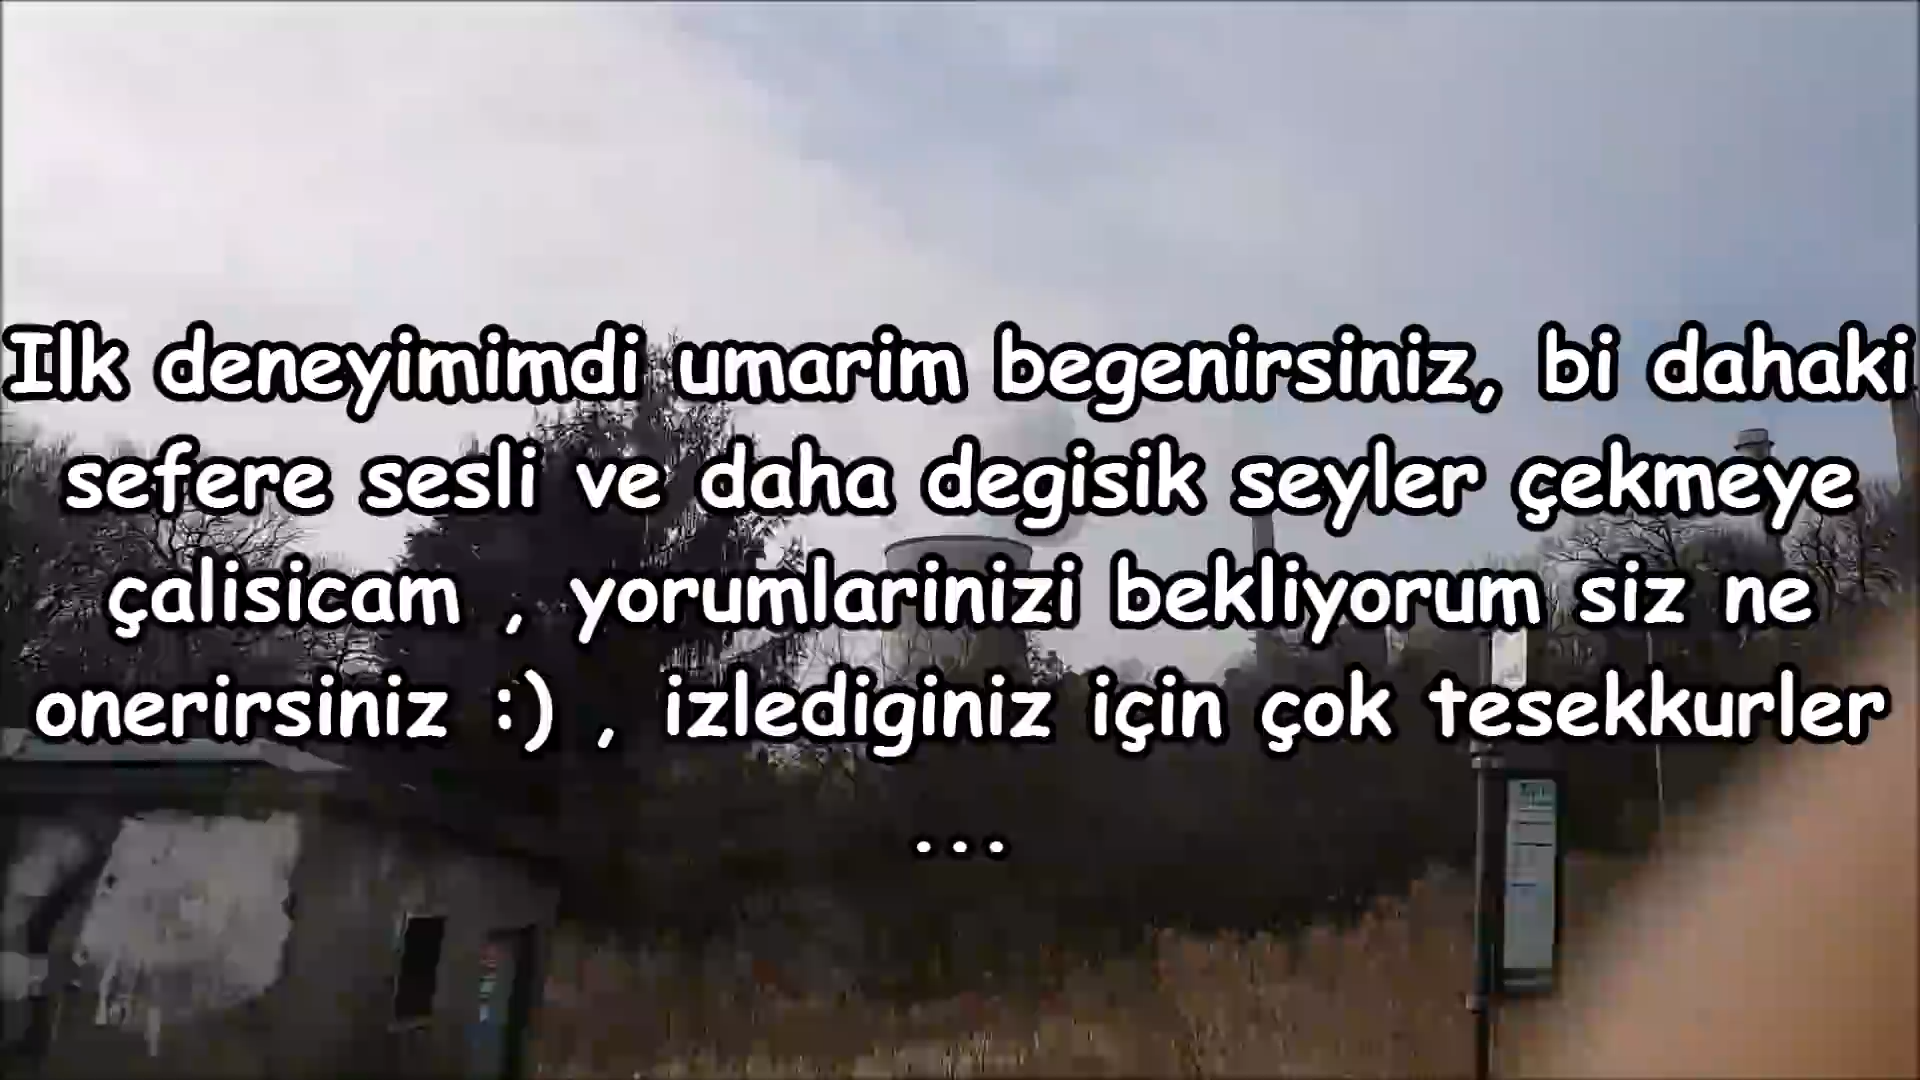 Ilk deneyimimdi umarim begenirsiniz, bi dahaki
sefere sesli ve daha degisik seyler çekmeye
çalisicam , yorumlarinizi bekliyorum siz ne
onerirsiniz :) , izlediginiz için çok tesekkurler
...